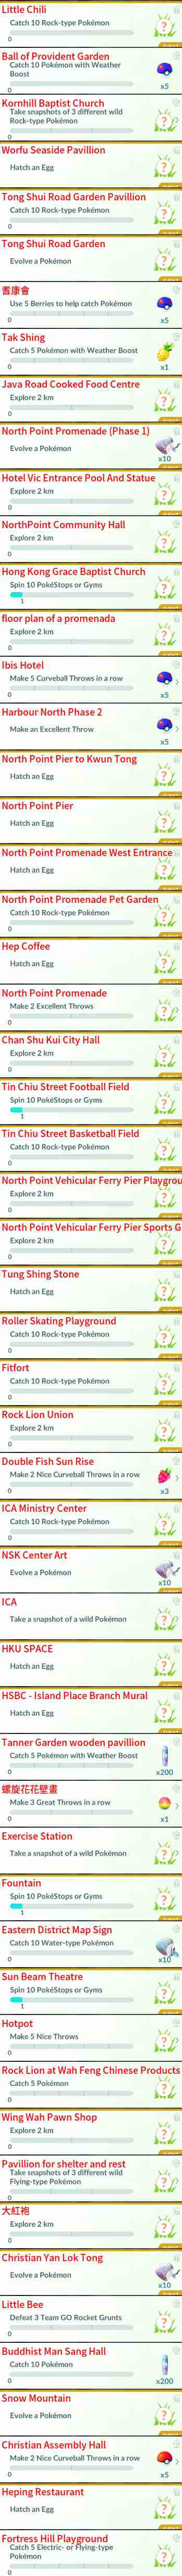 Little Chili
Catch 10 Rock-type Pokémon
0
Ball of Provident Garden
Catch 10 Pokémon with Weather
Boost
x5
0
Kornhill Baptist Church
Take snapshots of 3 different wild
Rock-type Pokémon
0
Worfu Seaside Pavillion
Hatch an Egg
Tong Shui Road Garden Pavillion
Catch 10 Rock-type Pokémon
0
Tong Shui Road Garden
Evolve a Pokémon
耆康會
Use 5 Berries to help catch Pokémon
x5
0
Tak Shing
Catch 5 Pokémon with Weather Boost
x1
0
Java Road Cooked Food Centre
Explore 2 km
0
North Point Promenade (Phase 1)
Evolve a Pokémon
x10
Hotel Vic Entrance Pool And Statue
Explore 2 km
0
NorthPoint Community Hall
Explore 2 km
0
Hong Kong Grace Baptist Church
Spin 10 PokéStops or Gyms
1
floor plan of a promenada
Explore 2 km
0
Ibis Hotel
Make 5 Curveball Throws in a row
x5
0
Harbour North Phase 2
Make an Excellent Throw
x5
North Point Pier to Kwun Tong
Hatch an Egg
North Point Pier
Hatch an Egg
North Point Promenade West Entrance
Hatch an Egg
North Point Promenade Pet Garden
Catch 10 Rock-type Pokémon
0
Hep Coffee
Hatch an Egg
North Point Promenade
Make 2 Excellent Throws
0
Chan Shu Kui City Hall
Explore 2 km
0
Tin Chiu Street Football Field
Spin 10 PokéStops or Gyms
1
Tin Chiu Street Basketball Field
Catch 10 Rock-type Pokémon
0
North Point Vehicular Ferry Pier Playgrou
Explore 2 km
0
North Point Vehicular Ferry Pier Sports G
Explore 2 km
0
Tung Shing Stone
Hatch an Egg
Roller Skating Playground
Catch 10 Rock-type Pokémon
0
Fitfort
Catch 10 Rock-type Pokémon
0
Rock Lion Union
Explore 2 km
0
Double Fish Sun Rise
Make 2 Nice Curveball Throws in a row
x3
0
ICA Ministry Center
Catch 10 Rock-type Pokémon
0
NSK Center Art
Evolve a Pokémon
x10
ICA
Take a snapshot of a wild Pokémon
HKU SPACE
Hatch an Egg
HSBC - Island Place Branch Mural
Hatch an Egg
Tanner Garden wooden pavillion
Catch 5 Pokémon with Weather Boost
x200
0
螺旋花花壁畫
Make 3 Great Throws in a row
x1
0
Exercise Station
Take a snapshot of a wild Pokémon
Fountain
Spin 10 PokéStops or Gyms
1
Eastern District Map Sign
Catch 10 Water-type Pokémon
x10
0
Sun Beam Theatre
Spin 10 PokéStops or Gyms
1
Hotpot
Make 5 Nice Throws
0
Rock Lion at Wah Feng Chinese Products
Catch 5 Pokémon
0
Wing Wah Pawn Shop
Explore 2 km
0
Pavillion for shelter and rest
Take snapshots of 3 different wild
Flying-type Pokémon
0
大紅袍
Explore 2 km
0
Christian Yan Lok Tong
Evolve a Pokémon
x10
Little Bee
Defeat 3 Team GO Rocket Grunts
0
Buddhist Man Sang Hall
Catch 10 Pokémon
x200
0
Snow Mountain
Evolve a Pokémon
Christian Assembly Hall
Make 2 Nice Curveball Throws in a row
x5
0
Heping Restaurant
Hatch an Egg
Fortress Hill Playground
Catch 5 Electric- or Flying-type
Pokémon
0